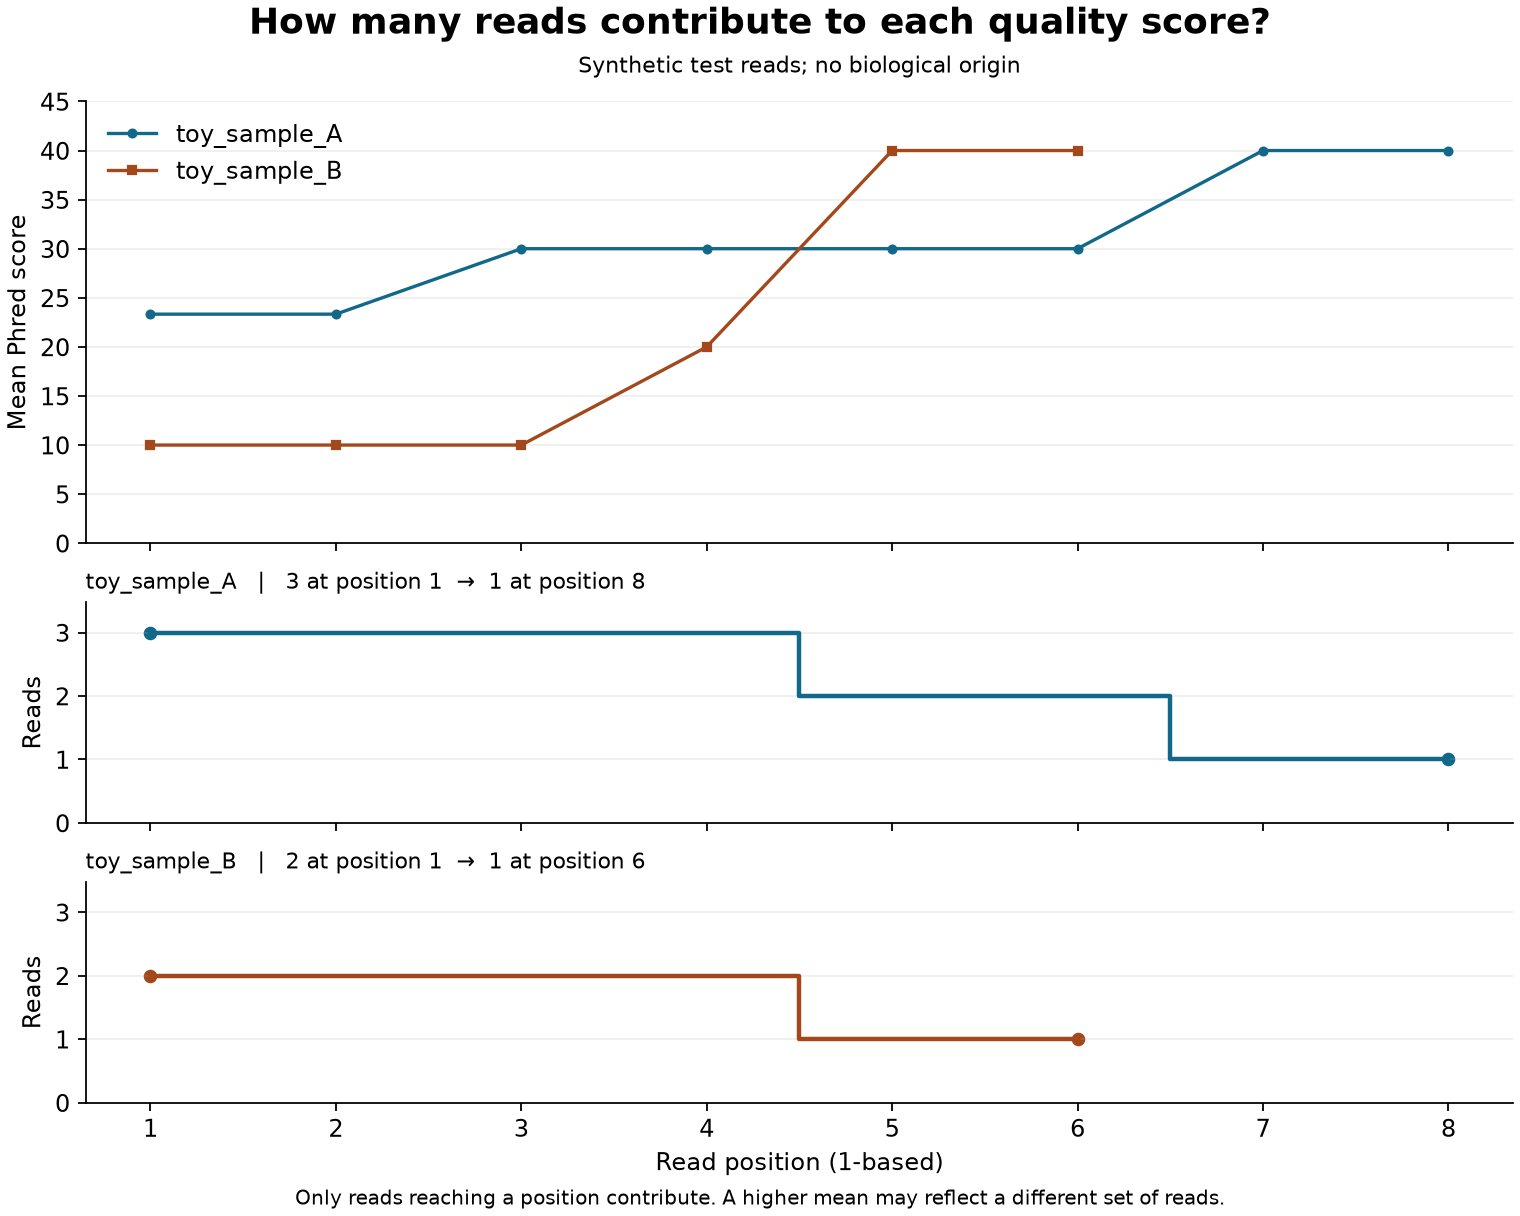 How many reads contribute to each quality score?
Synthetic test reads; no biological origin
45
40
35
30
25
20
15
10
5
0
Mean Phred score
toy_sample_A
toy_sample_B
toy_sample_A | 3 at position 1 → 1 at position 8
3
2
1
0
Reads
toy_sample_B | 2 at position 1 → 1 at position 6
3
2
1
0
Reads
1 2 3 4 5 6 7 8
Read position (1-based)
Only reads reaching a position contribute. A higher mean may reflect a different set of reads.